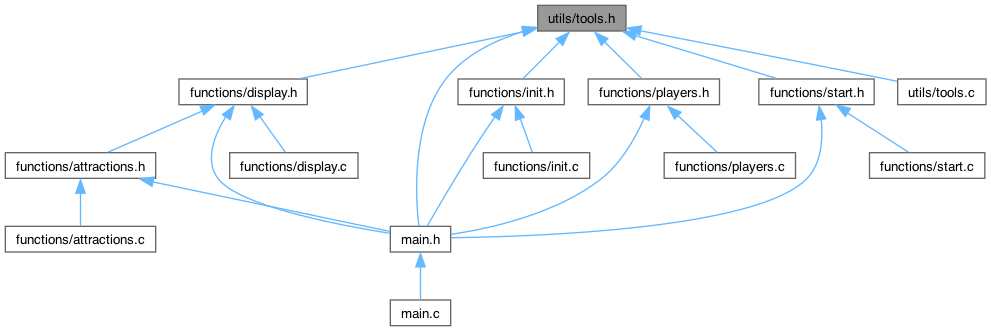 utils/tools.h
functions/display.h
functions/init.h
functions/players.h
functions/start.h
utils/tools.c
functions/attractions.h
functions/display.c
functions/init.c
functions/players.c
functions/start.c
functions/attractions.c
main.h
main.c